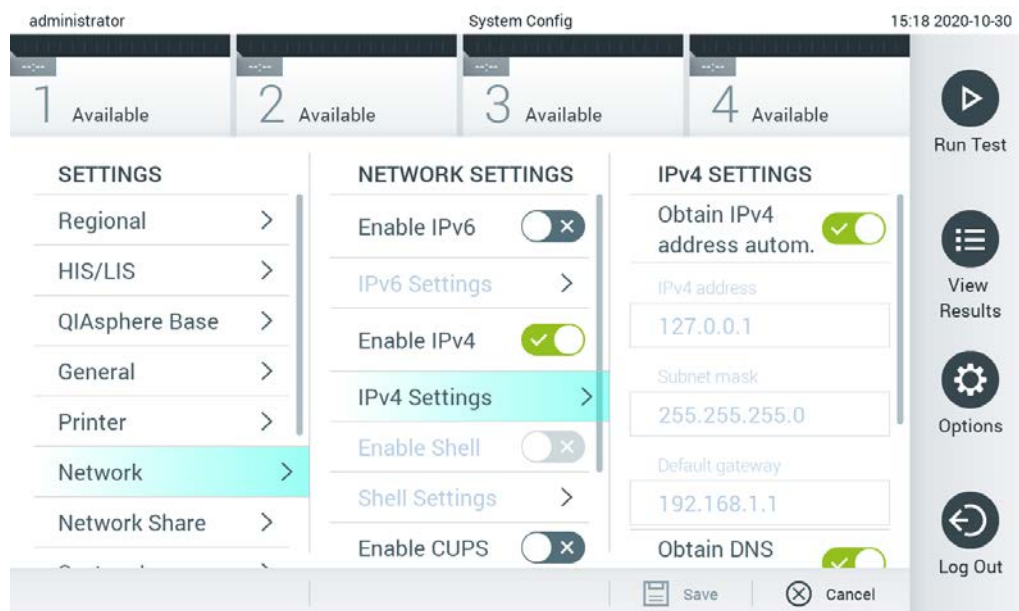 administrator
System Config
15:18 2020-10-30
--:--
--:--
--:--
--:--
1 Available
2 Available
3 Available
4 Available
Run Test
View
Results
Options
Log Out
SETTINGS
Regional
HIS/LIS
QIAsphere Base
General
Printer
Network
Network Share
NETWORK SETTINGS
Enable IPv6
IPv6 Settings
Enable IPv4
IPv4 Settings
Enable Shell
Shell Settings
Enable CUPS
IPv4 SETTINGS
Obtain IPv4
address autom.
IPv4 address
127.0.0.1
Subnet mask
255.255.255.0
Default gateway
192.168.1.1
Obtain DNS
Save
Cancel